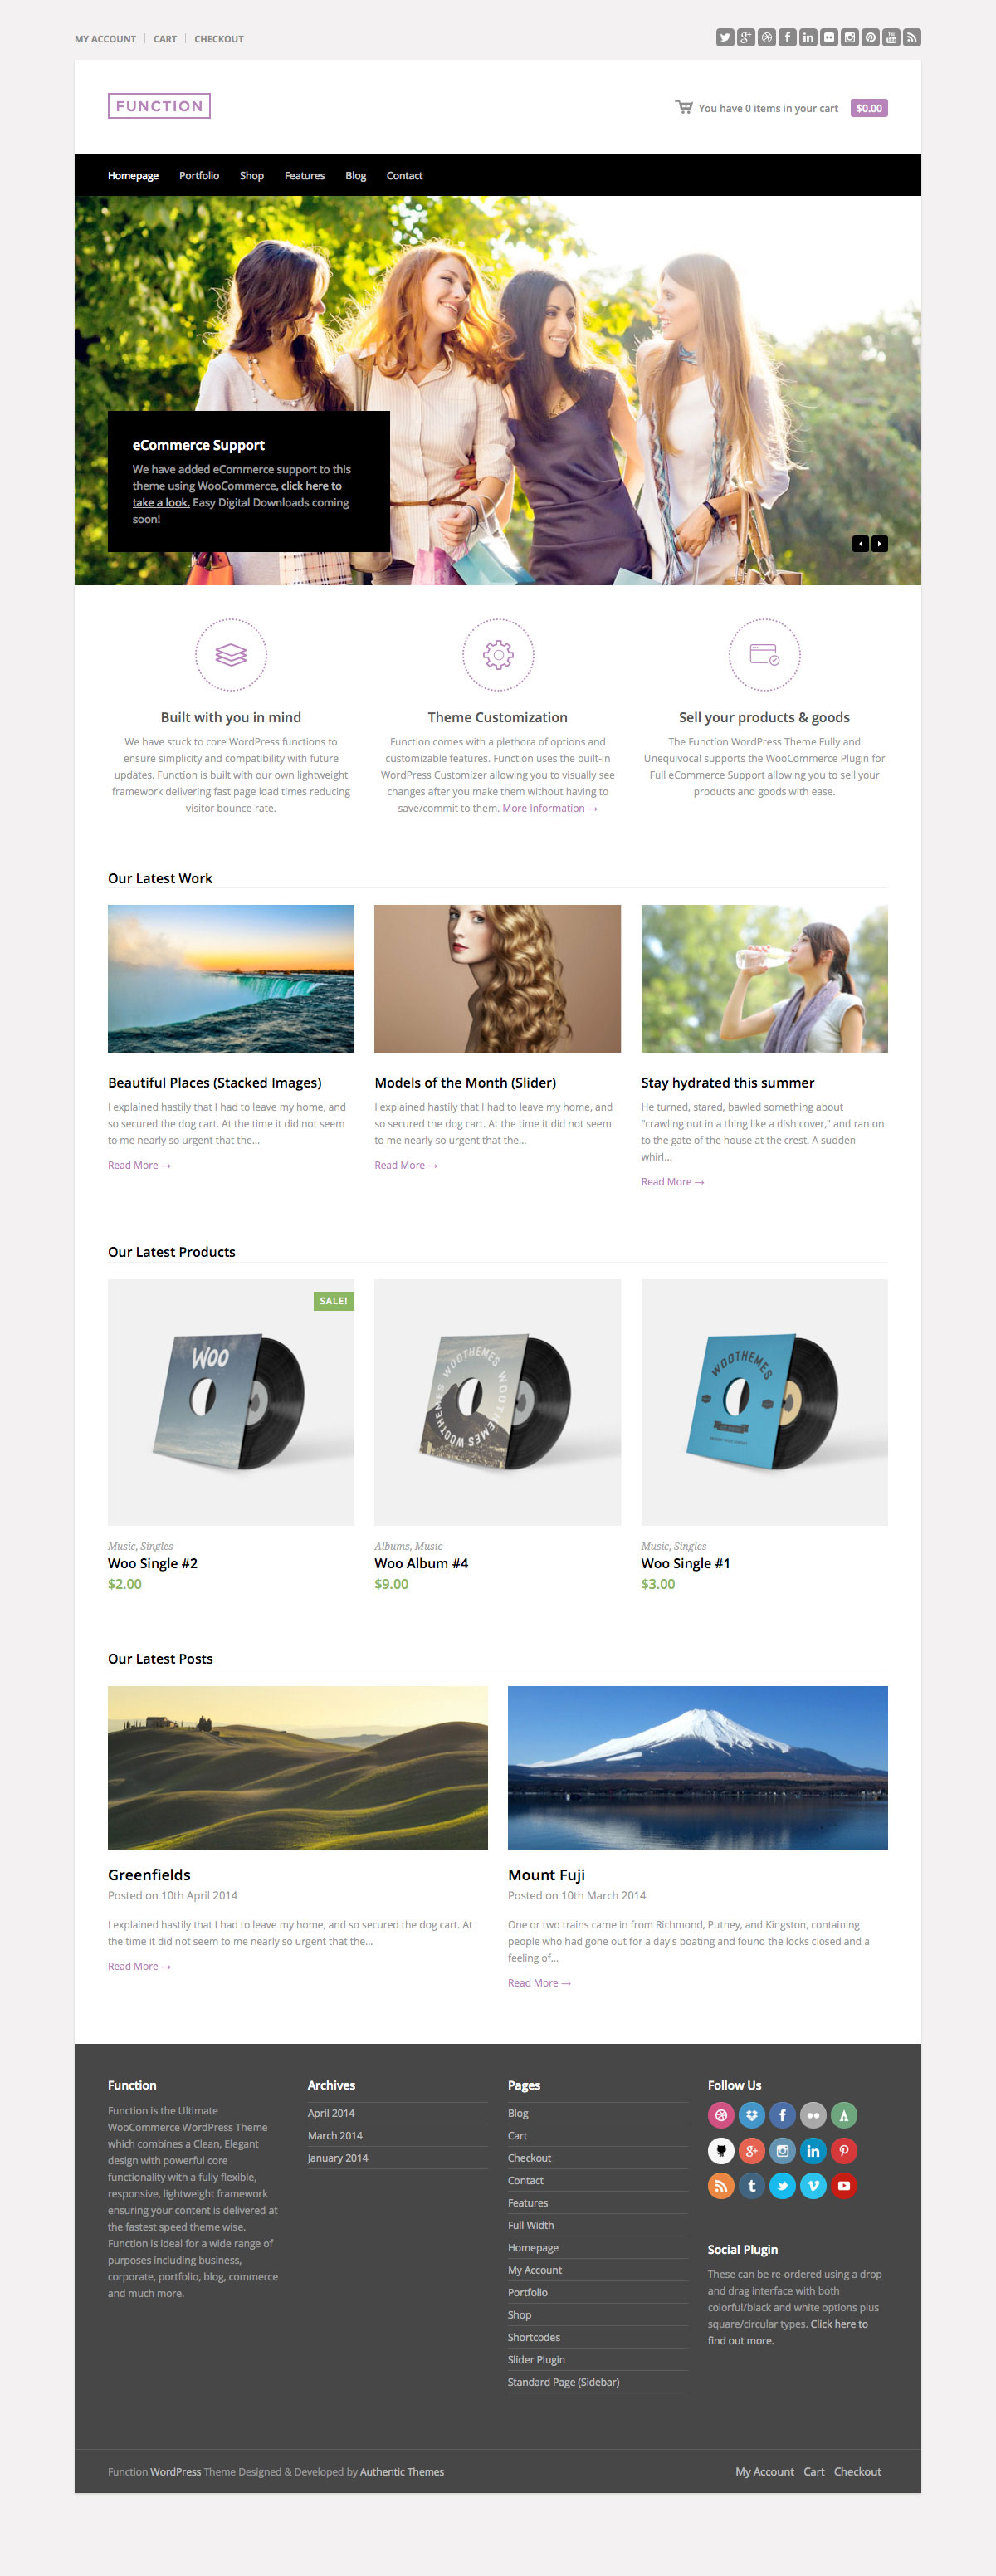 MY ACCOUNT CART CHECKOUT
FUNCTION
You have 0 items in your cart $0.00
Homepage Portfolio Shop Features Blog Contact
eCommerce Support
We have added eCommerce support to this
theme using WooCommerce, click here to
take a look. Easy Digital Downloads coming
soon!
Built with you in mind
We have stuck to core WordPress functions to
ensure simplicity and compatibility with future
updates. Function is built with our own lightweight
framework delivering fast page load times reducing
visitor bounce-rate.
Theme Customization
Function comes with a plethora of options and
customizable features. Function uses the built-in
WordPress Customizer allowing you to visually see
changes after you make them without having to
save/commit to them. More Information →
Sell your products & goods
The Function WordPress Theme Fully and
Unequivocal supports the WooCommerce Plugin for
Full eCommerce Support allowing you to sell your
products and goods with ease.
Our Latest Work
Beautiful Places (Stacked Images)
I explained hastily that I had to leave my home, and
so secured the dog cart. At the time it did not seem
to me nearly so urgent that the...
Read More →
Models of the Month (Slider)
I explained hastily that I had to leave my home, and
so secured the dog cart. At the time it did not seem
to me nearly so urgent that the...
Read More →
Stay hydrated this summer
He turned, stared, bawled something about
"crawling out in a thing like a dish cover," and ran on
to the gate of the house at the crest. A sudden
whirl...
Read More →
Our Latest Products
SALE!
WOO
Music, Singles
Woo Single #2
$2.00
WOOTHEMES WOOTHEMES WOOTHEMES
Albums, Music
Woo Album #4
$9.00
WOOTHEMES
Music, Singles
Woo Single #1
$3.00
Our Latest Posts
Greenfields
Posted on 10th April 2014
I explained hastily that I had to leave my home, and so secured the dog cart. At
the time it did not seem to me nearly so urgent that the...
Read More →
Mount Fuji
Posted on 10th March 2014
One or two trains came in from Richmond, Putney, and Kingston, containing
people who had gone out for a day's boating and found the locks closed and a
feeling of...
Read More →
Function
Function is the Ultimate
WooCommerce WordPress Theme
which combines a Clean, Elegant
design with powerful core
functionality with a fully flexible,
responsive, lightweight framework
ensuring your content is delivered at
the fastest speed theme wise.
Function is ideal for a wide range of
purposes including business,
corporate, portfolio, blog, commerce
and much more.
Archives
April 2014
March 2014
January 2014
Pages
Blog
Cart
Checkout
Contact
Features
Full Width
Homepage
My Account
Portfolio
Shop
Shortcodes
Slider Plugin
Standard Page (Sidebar)
Follow Us
Social Plugin
These can be re-ordered using a drop
and drag interface with both
colorful/black and white options plus
square/circular types. Click here to
find out more.
Function WordPress Theme Designed & Developed by Authentic Themes
My Account Cart Checkout